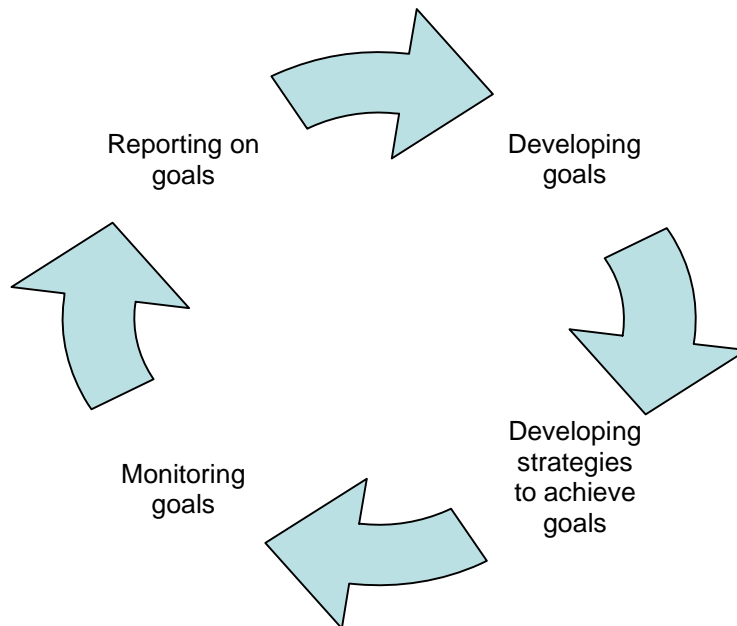 Reporting on
goals
Developing
goals
Developing
strategies
to achieve
goals
Monitoring
goals